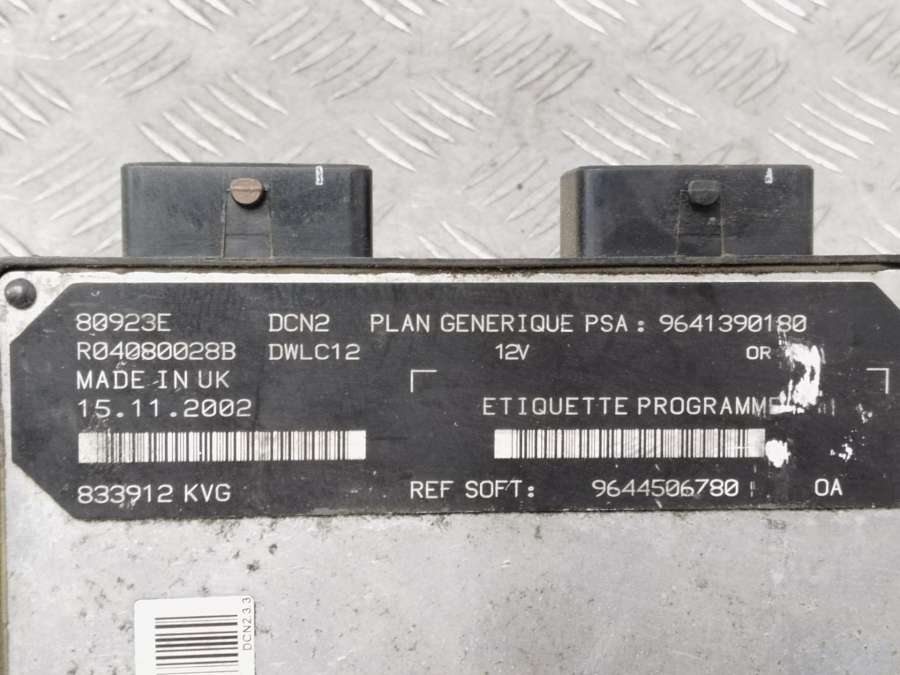 80923E DCN2 PLAN GENERIQUE PSA : 9641390180
R04080028B DWLC12 12V OR
MADE IN UK
15.11.2002 ETIQUETTE PROGRAMME
833912 KVG REF SOFT: 9644506780 0A
DCN2.3.3